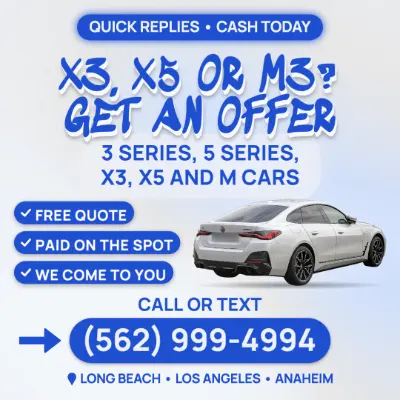 QUICK REPLIES • CASH TODAY
X3, X5 OR M3?
GET AN OFFER
3 SERIES, 5 SERIES,
X3, X5 AND M CARS
FREE QUOTE
PAID ON THE SPOT
WE COME TO YOU
CALL OR TEXT
(562) 999-4994
LONG BEACH • LOS ANGELES • ANAHEIM